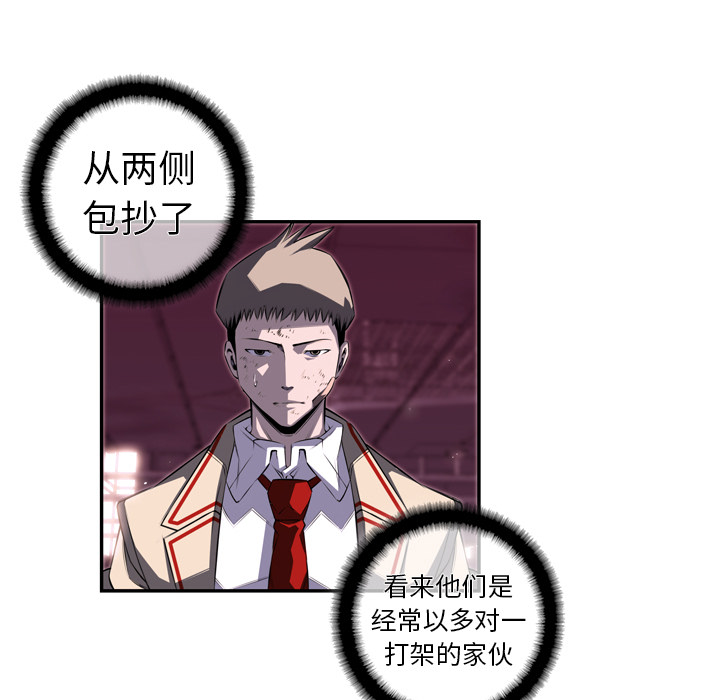 从两侧
包抄了
看来他们是
经常以多对一
打架的家伙